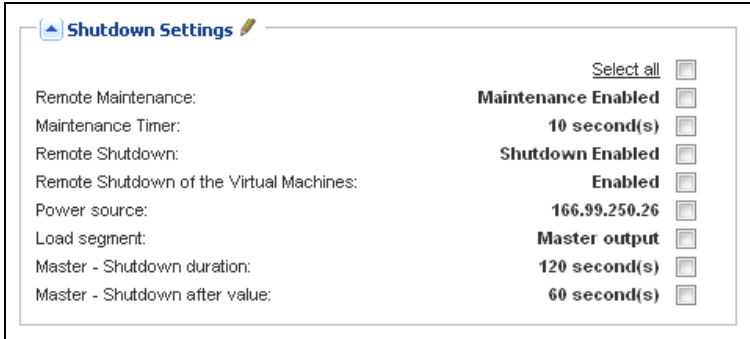 Shutdown Settings
Select all
Remote Maintenance: Maintenance Enabled
Maintenance Timer: 10 second(s)
Remote Shutdown: Shutdown Enabled
Remote Shutdown of the Virtual Machines: Enabled
Power source: 166.99.250.26
Load segment: Master output
Master - Shutdown duration: 120 second(s)
Master - Shutdown after value: 60 second(s)